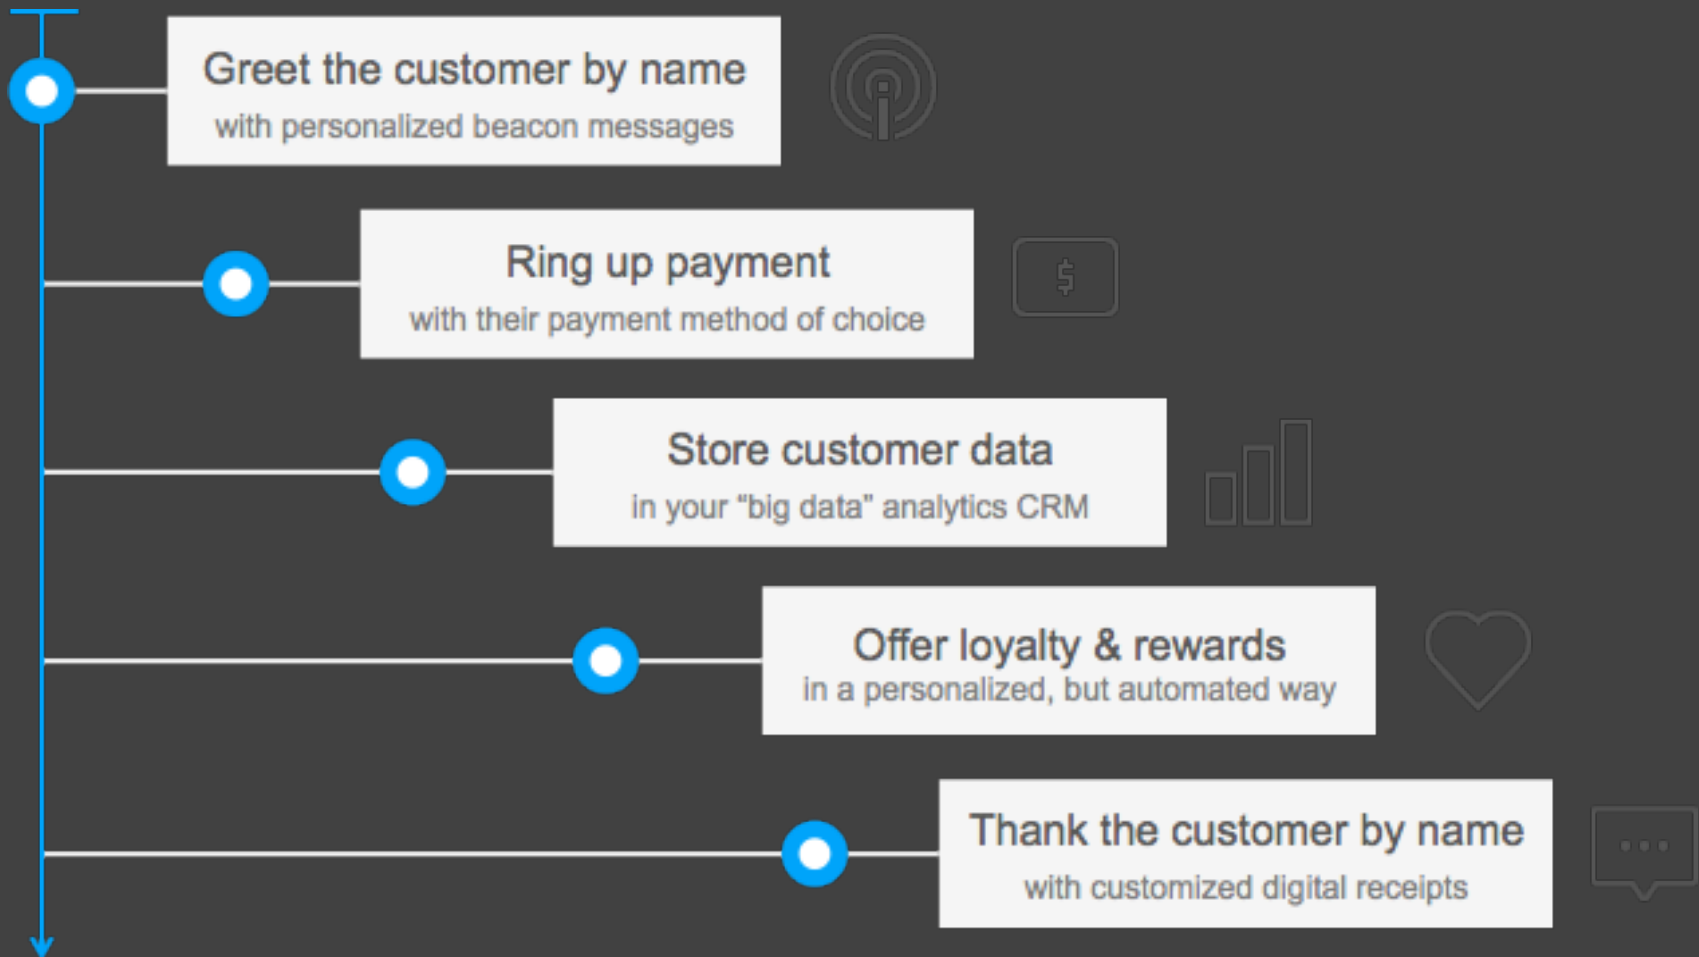 Greet the customer by name
with personalized beacon messages
$
Ring up payment
with their payment method of choice
Store customer data
in your “big data” analytics CRM
Offer loyalty & rewards
in a personalized, but automated way
Thank the customer by name
with customized digital receipts